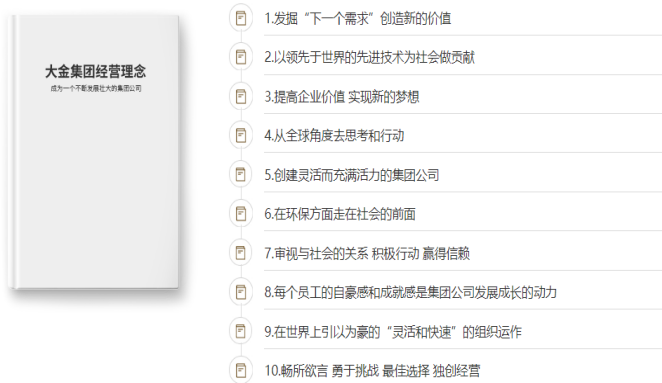 大金集团经营理念
成为一个不断发展壮大的集团公司
1.发掘“下一个需求”创造新的价值
2.以领先于世界的先进技术为社会做贡献
3.提高企业价值 实现新的梦想
4.从全球角度去思考和行动
5.创建灵活而充满活力的集团公司
6.在环保方面走在社会的前面
7.审视与社会的关系 积极行动 赢得信赖
8.每个员工的自豪感和成就感是集团公司发展成长的动力
9.在世界上引以为豪的“灵活和快速”的组织运作
10.畅所欲言 勇于挑战 最佳选择 独创经营